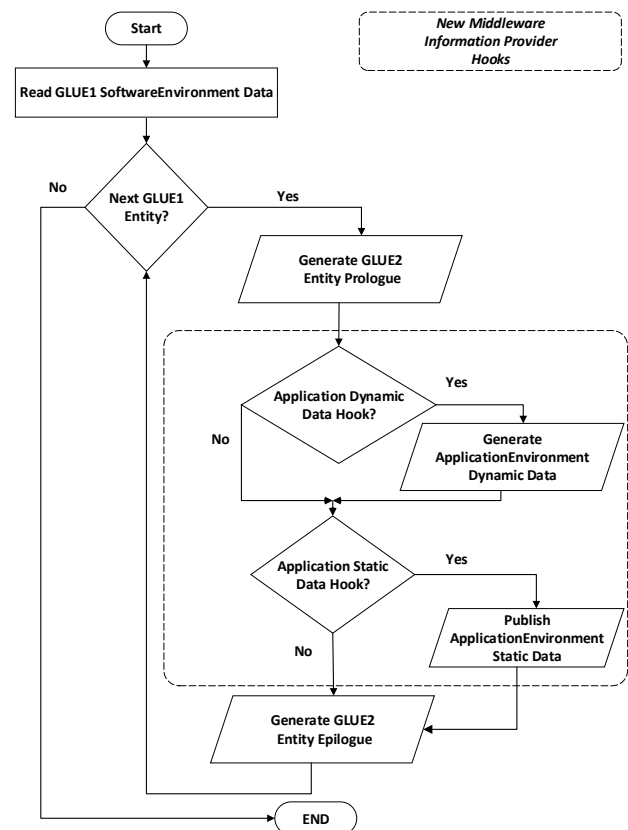 Start
New Middleware
Information Provider
Hooks
Read GLUE1 SoftwareEnvironment Data
No
Next GLUE1
Entity?
Yes
Generate GLUE2
Entity Prologue
Application Dynamic
Data Hook?
Yes
No
Generate
ApplicationEnvironment
Dynamic Data
Application Static
Data Hook?
Yes
No
Publish
ApplicationEnvironment
Static Data
Generate GLUE2
Entity Epilogue
END